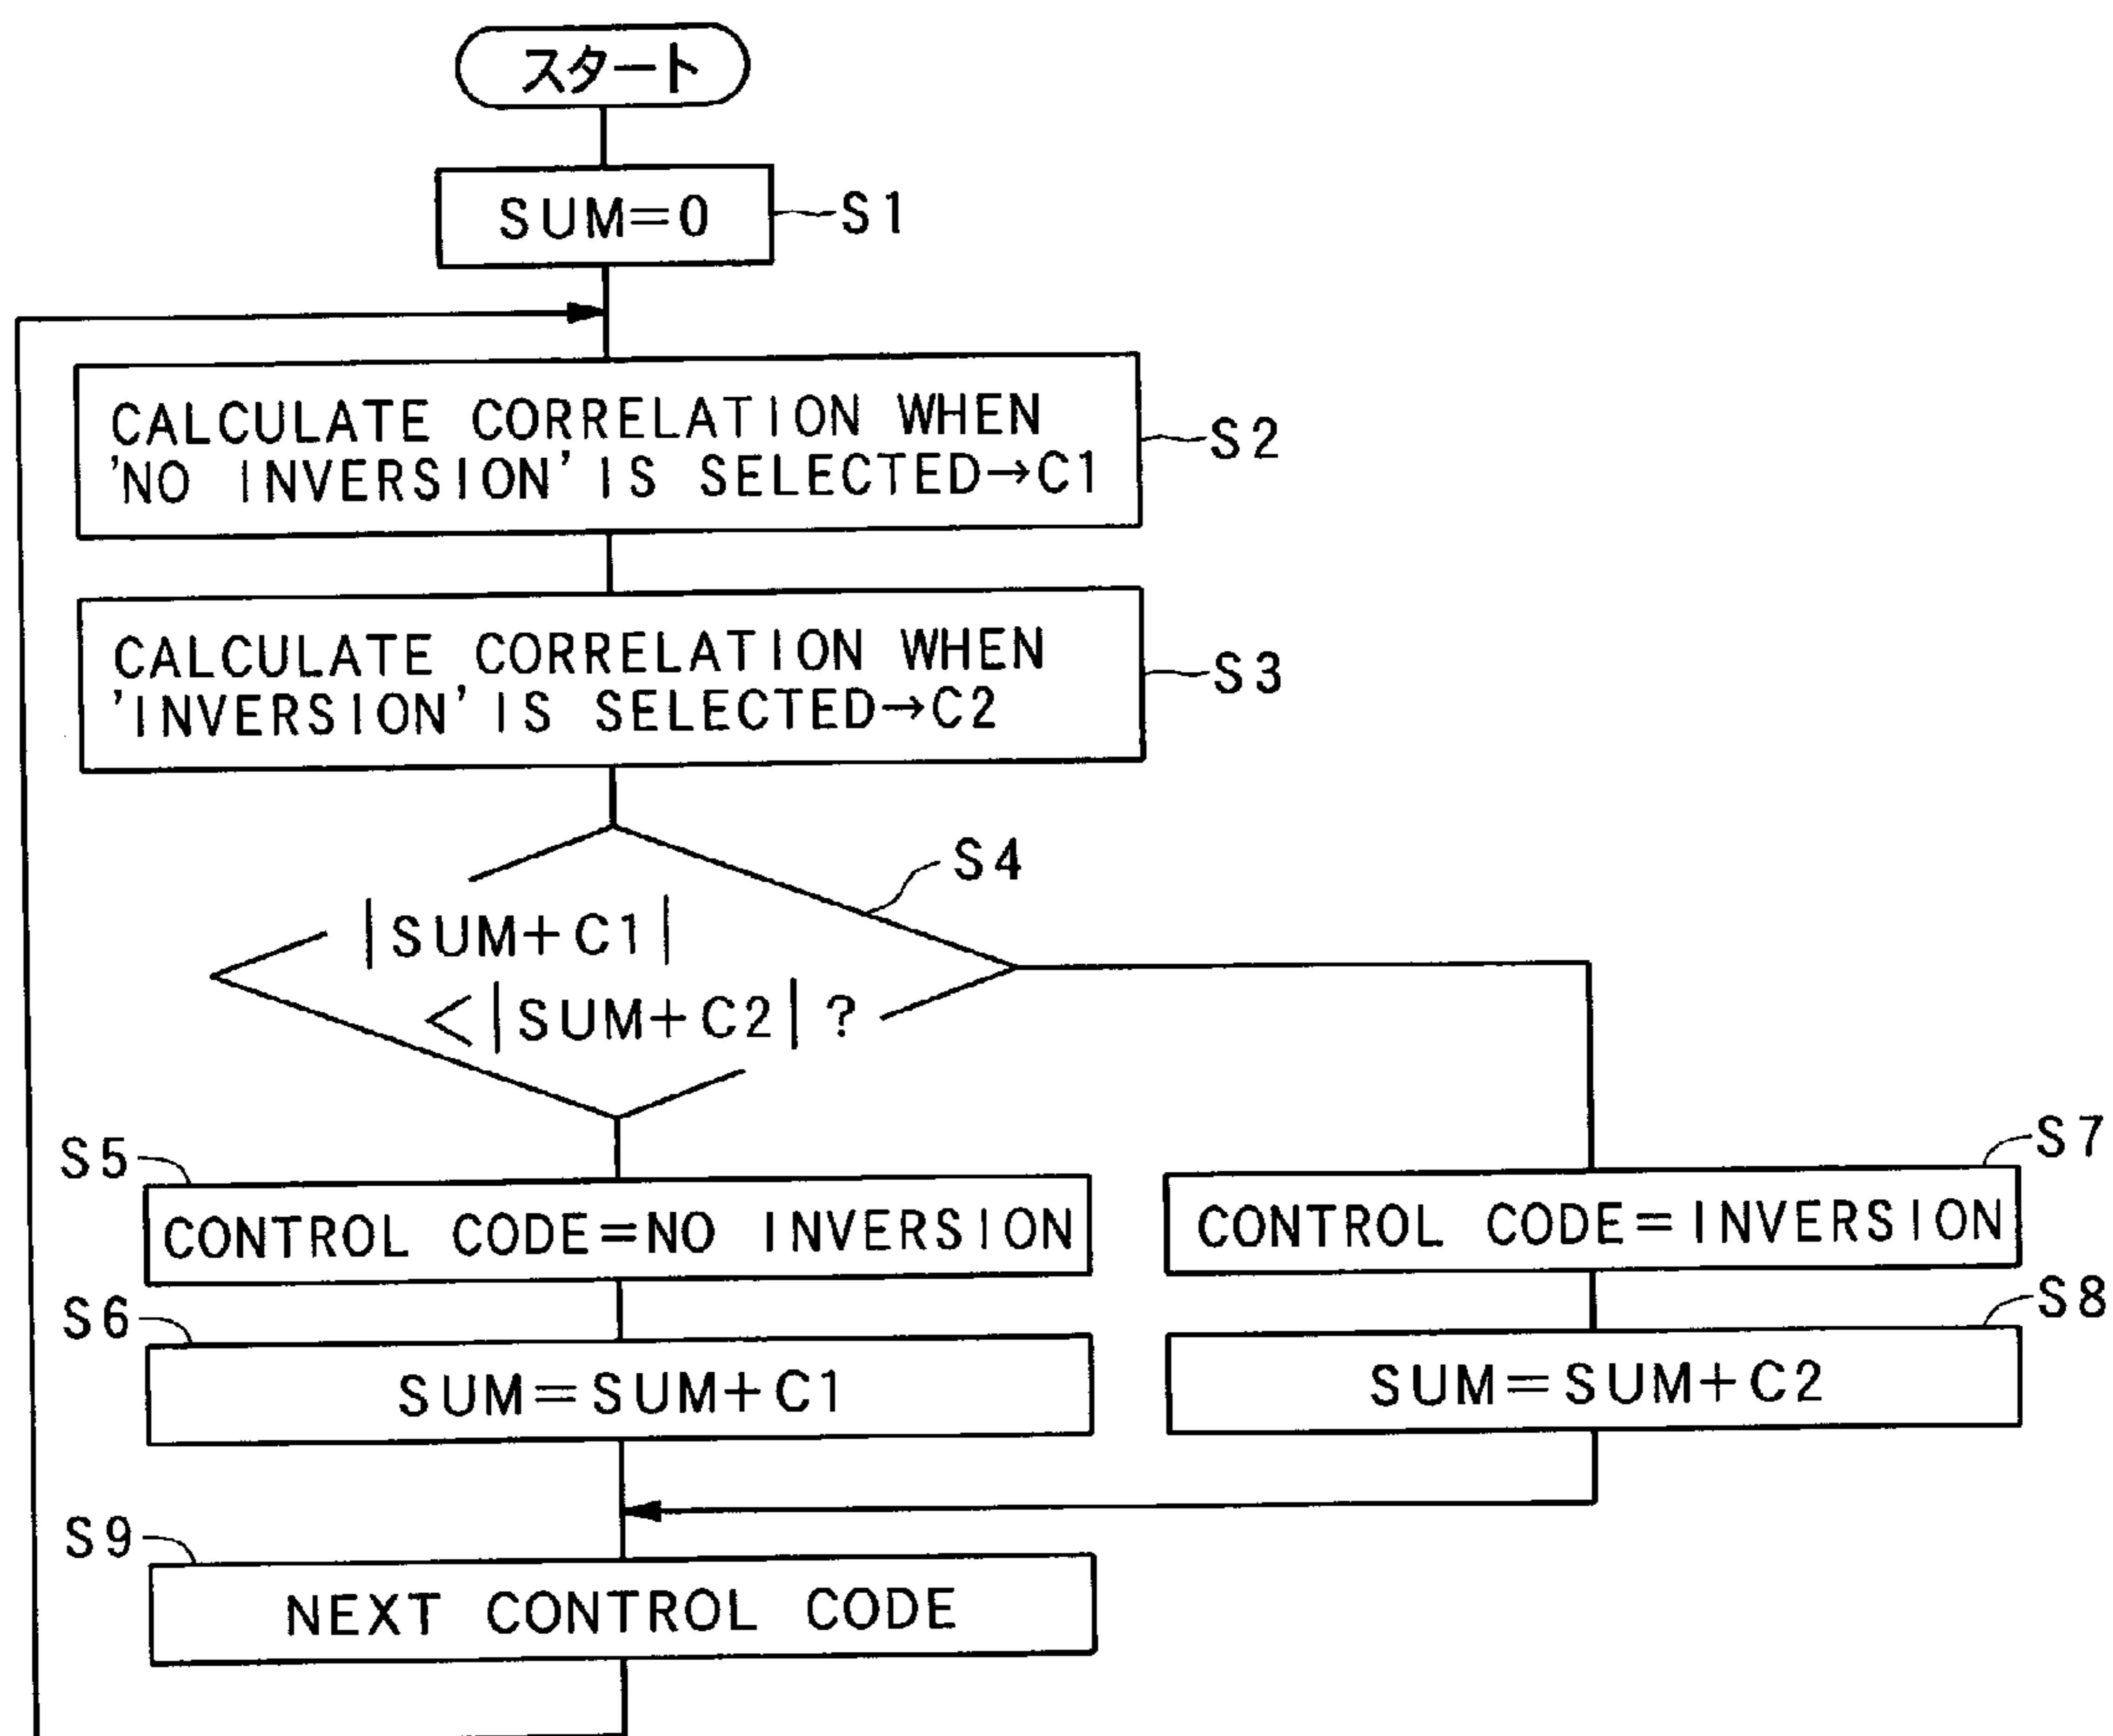 スタート
SUM=0
S1
CALCULATE CORRELATION WHEN
'NO INVERSION' IS SELECTED→C1
S2
CALCULATE CORRELATION WHEN
'INVERSION' IS SELECTED→C2
S3
S4
|SUM+C1|
<|SUM+C2|?
S5
CONTROL CODE=NO INVERSION
S7
CONTROL CODE=INVERSION
S6
SUM=SUM+C1
S8
SUM=SUM+C2
S9
NEXT CONTROL CODE